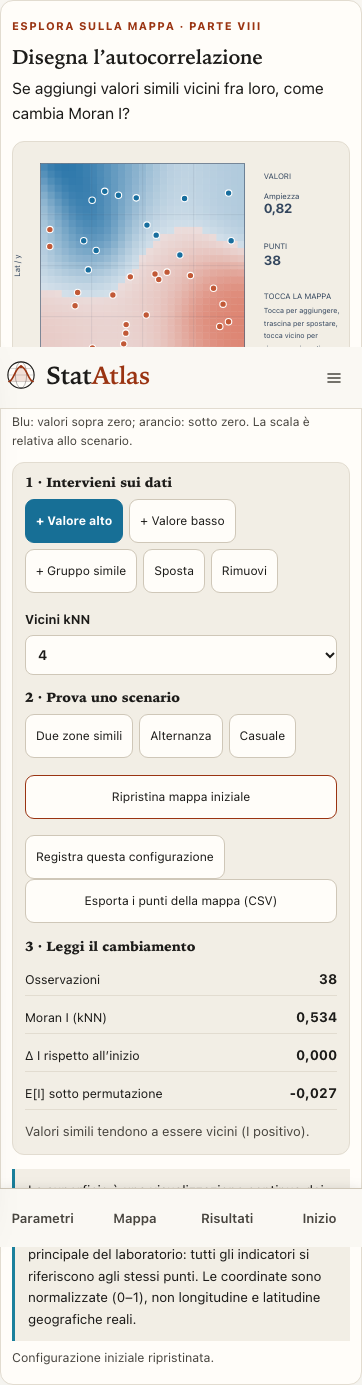 ESPLORA SULLA MAPPA · PARTE VIII
Disegna l’autocorrelazione
Se aggiungi valori simili vicini fra loro, come
cambia Moran I?
Lat / y
VALORI
Ampiezza
0,82
PUNTI
38
TOCCA LA MAPPA
Tocca per aggiungere,
trascina per spostare,
tocca vicino per
StatAtlas
Blu: valori sopra zero; arancio: sotto zero. La scala è
relativa allo scenario.
1 · Intervieni sui dati
+ Valore alto
+ Valore basso
+ Gruppo simile
Sposta
Rimuovi
Vicini kNN
4
2 · Prova uno scenario
Due zone simili
Alternanza
Casuale
Ripristina mappa iniziale
Registra questa configurazione
Esporta i punti della mappa (CSV)
3 · Leggi il cambiamento
Osservazioni 38
Moran I (kNN) 0,534
Δ I rispetto all’inizio 0,000
E[I] sotto permutazione -0,027
Valori simili tendono a essere vicini (I positivo).
Parametri
Mappa
Risultati
Inizio
principale del laboratorio: tutti gli indicatori si
riferiscono agli stessi punti. Le coordinate sono
normalizzate (0–1), non longitudine e latitudine
geografiche reali.
Configurazione iniziale ripristinata.